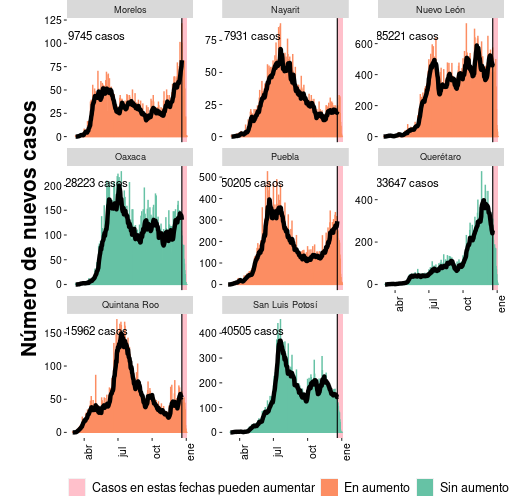 Morelos
Nayarit
Nuevo León
9745 casos
7931 casos
85221 casos
125
100
75
50
25
0
75
50
25
0
600
400
200
0
Oaxaca
Puebla
Querétaro
28223 casos
50205 casos
33647 casos
200
150
100
50
0
500
400
300
200
100
0
400
200
0
Quintana Roo
San Luis Potosí
15962 casos
40505 casos
150
100
50
0
400
300
200
100
0
abr
jul
oct
ene
abr
jul
oct
ene
abr
jul
oct
ene
Número de nuevos casos
Casos en estas fechas pueden aumentar
En aumento
Sin aumento